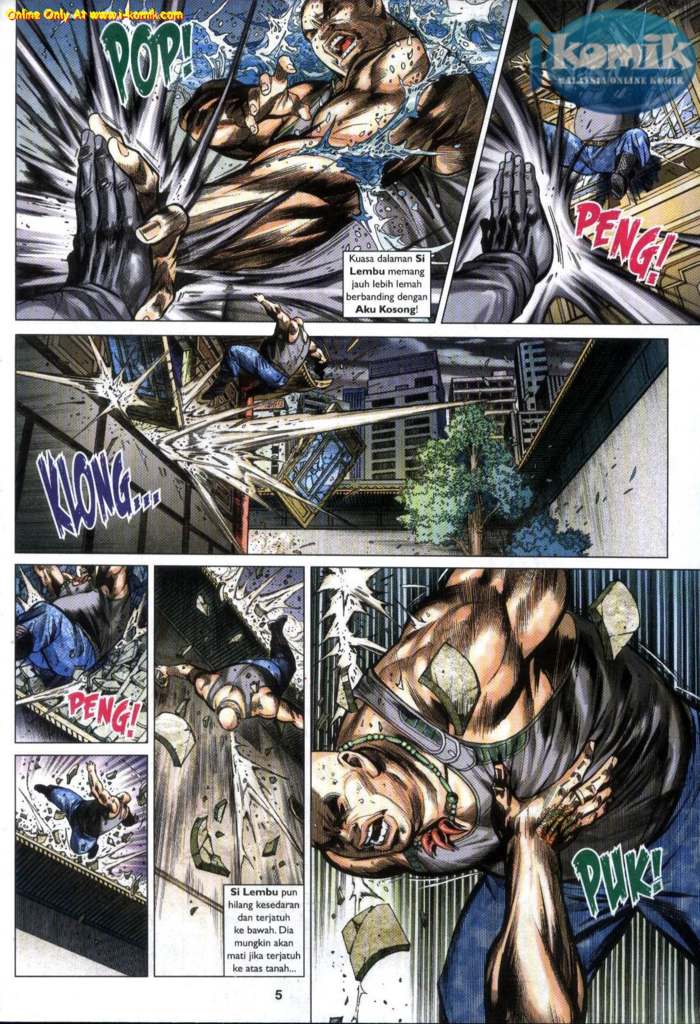 Online Only At www.i-komik.com
iKomik
MALAYSIA ONLINE KOMIK
POP!
Kuasa dalaman Si
Lembu memang
jauh lebih lemah
berbanding dengan
Aku Kosong!
PENG!
KLONG...
PENG!
Si Lembu pun
hilang kesedaran
dan terjatuh
ke bawah. Dia
mungkin akan
mati jika terjatuh
ke atas tanah...
PUK!
5